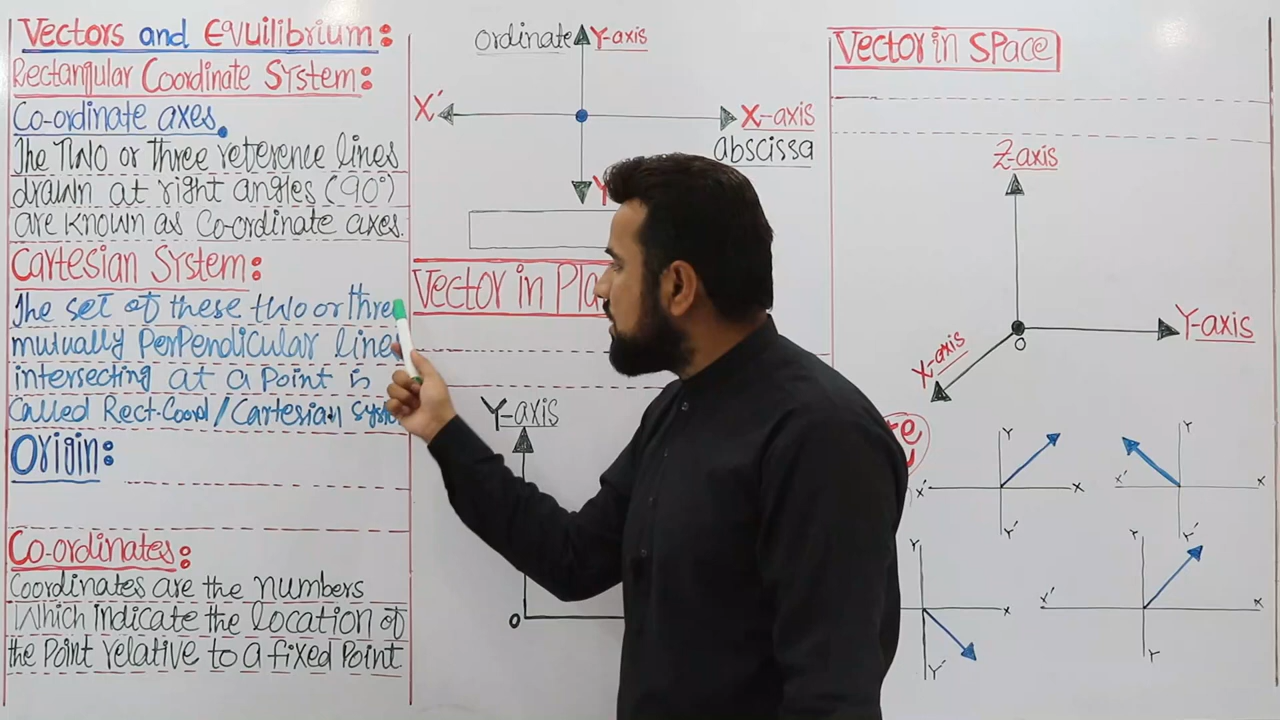 Vectors and Equilibrium:
Rectangular Coordinate System:
Co-ordinate axes.
The Two or three reference lines
drawn at right angles (90°)
are known as Co-ordinate axes.
Cartesian System:
The set of these two or three
mutually Perpendicular lines
intersecting at a Point is
Called Rect-Coord/Cartesian syst
Origin:
Co-ordinates:
Coordinates are the numbers
Which indicate the location of
the Point relative to a fixed Point
ordinate Y-axis
X' X-axis
abscissa
Y
Vector in Pla
Y-axis
O
Vector in SPace
Z-axis
Y-axis
X-axis
O
te
Y
X' X
Y'
Y
X' X
Y'
Y
X
Y'
Y
X' X
Y